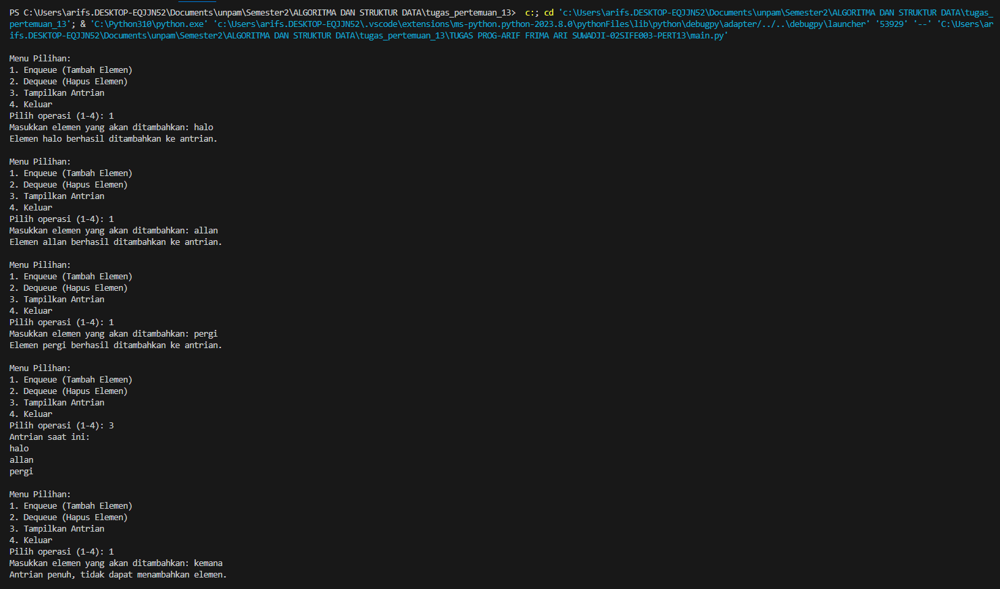 PS C:\Users\arifs.DESKTOP-EQJJN52\Documents\unpam\Semester2\ALGORITMA DAN STRUKTUR DATA\tugas_pertemuan_13>  c:; cd 'c:\Users\arifs.DESKTOP-EQJJN52\Documents\unpam\Semester2\ALGORITMA DAN STRUKTUR DATA\tugas_
pertemuan_13'; & 'C:\Python310\python.exe' 'c:\Users\arifs.DESKTOP-EQJJN52\.vscode\extensions\ms-python.python-2023.8.0\pythonFiles\lib\python\debugpy\adapter/../..\debugpy\launcher' '53929' '--' 'C:\Users\ar
ifs.DESKTOP-EQJJN52\Documents\unpam\Semester2\ALGORITMA DAN STRUKTUR DATA\tugas_pertemuan_13\TUGAS PROG-ARIF FRIMA ARI SUWADJI-02SIFE003-PERT13\main.py'
Menu Pilihan:
1. Enqueue (Tambah Elemen)
2. Dequeue (Hapus Elemen)
3. Tampilkan Antrian
4. Keluar
Pilih operasi (1-4): 1
Masukkan elemen yang akan ditambahkan: halo
Elemen halo berhasil ditambahkan ke antrian.
Menu Pilihan:
1. Enqueue (Tambah Elemen)
2. Dequeue (Hapus Elemen)
3. Tampilkan Antrian
4. Keluar
Pilih operasi (1-4): 1
Masukkan elemen yang akan ditambahkan: allan
Elemen allan berhasil ditambahkan ke antrian.
Menu Pilihan:
1. Enqueue (Tambah Elemen)
2. Dequeue (Hapus Elemen)
3. Tampilkan Antrian
4. Keluar
Pilih operasi (1-4): 1
Masukkan elemen yang akan ditambahkan: pergi
Elemen pergi berhasil ditambahkan ke antrian.
Menu Pilihan:
1. Enqueue (Tambah Elemen)
2. Dequeue (Hapus Elemen)
3. Tampilkan Antrian
4. Keluar
Pilih operasi (1-4): 3
Antrian saat ini:
halo
allan
pergi
Menu Pilihan:
1. Enqueue (Tambah Elemen)
2. Dequeue (Hapus Elemen)
3. Tampilkan Antrian
4. Keluar
Pilih operasi (1-4): 1
Masukkan elemen yang akan ditambahkan: kemana
Antrian penuh, tidak dapat menambahkan elemen.